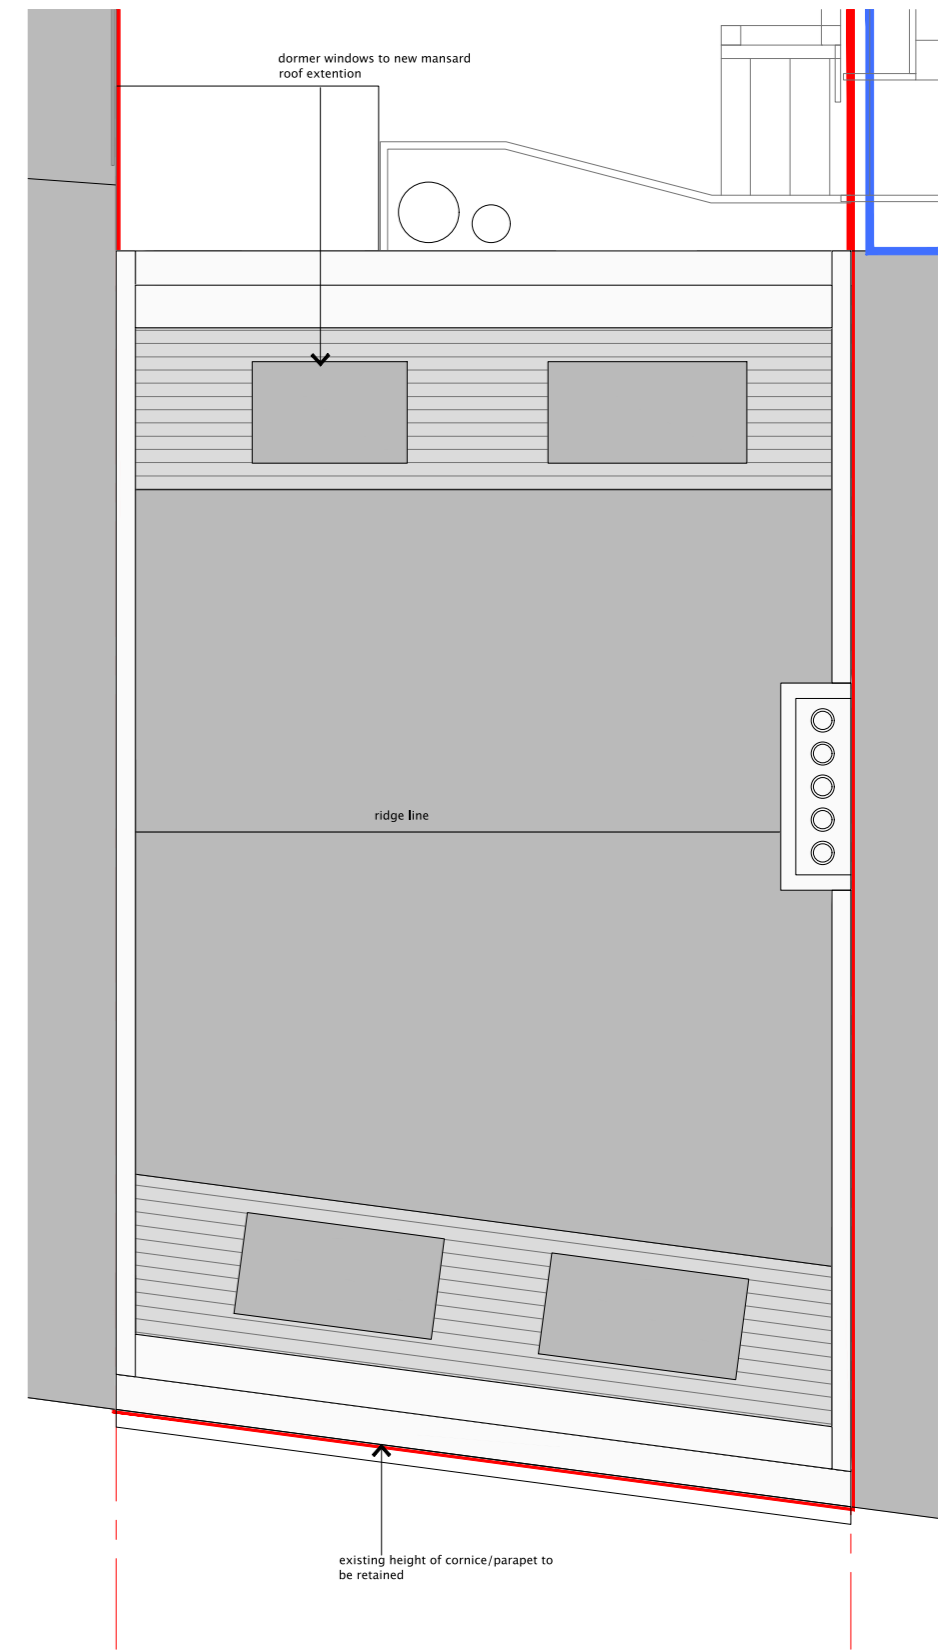 dormer windows to new mansard
roof extention
ridge line
existing height of cornice/parapet to
be retained